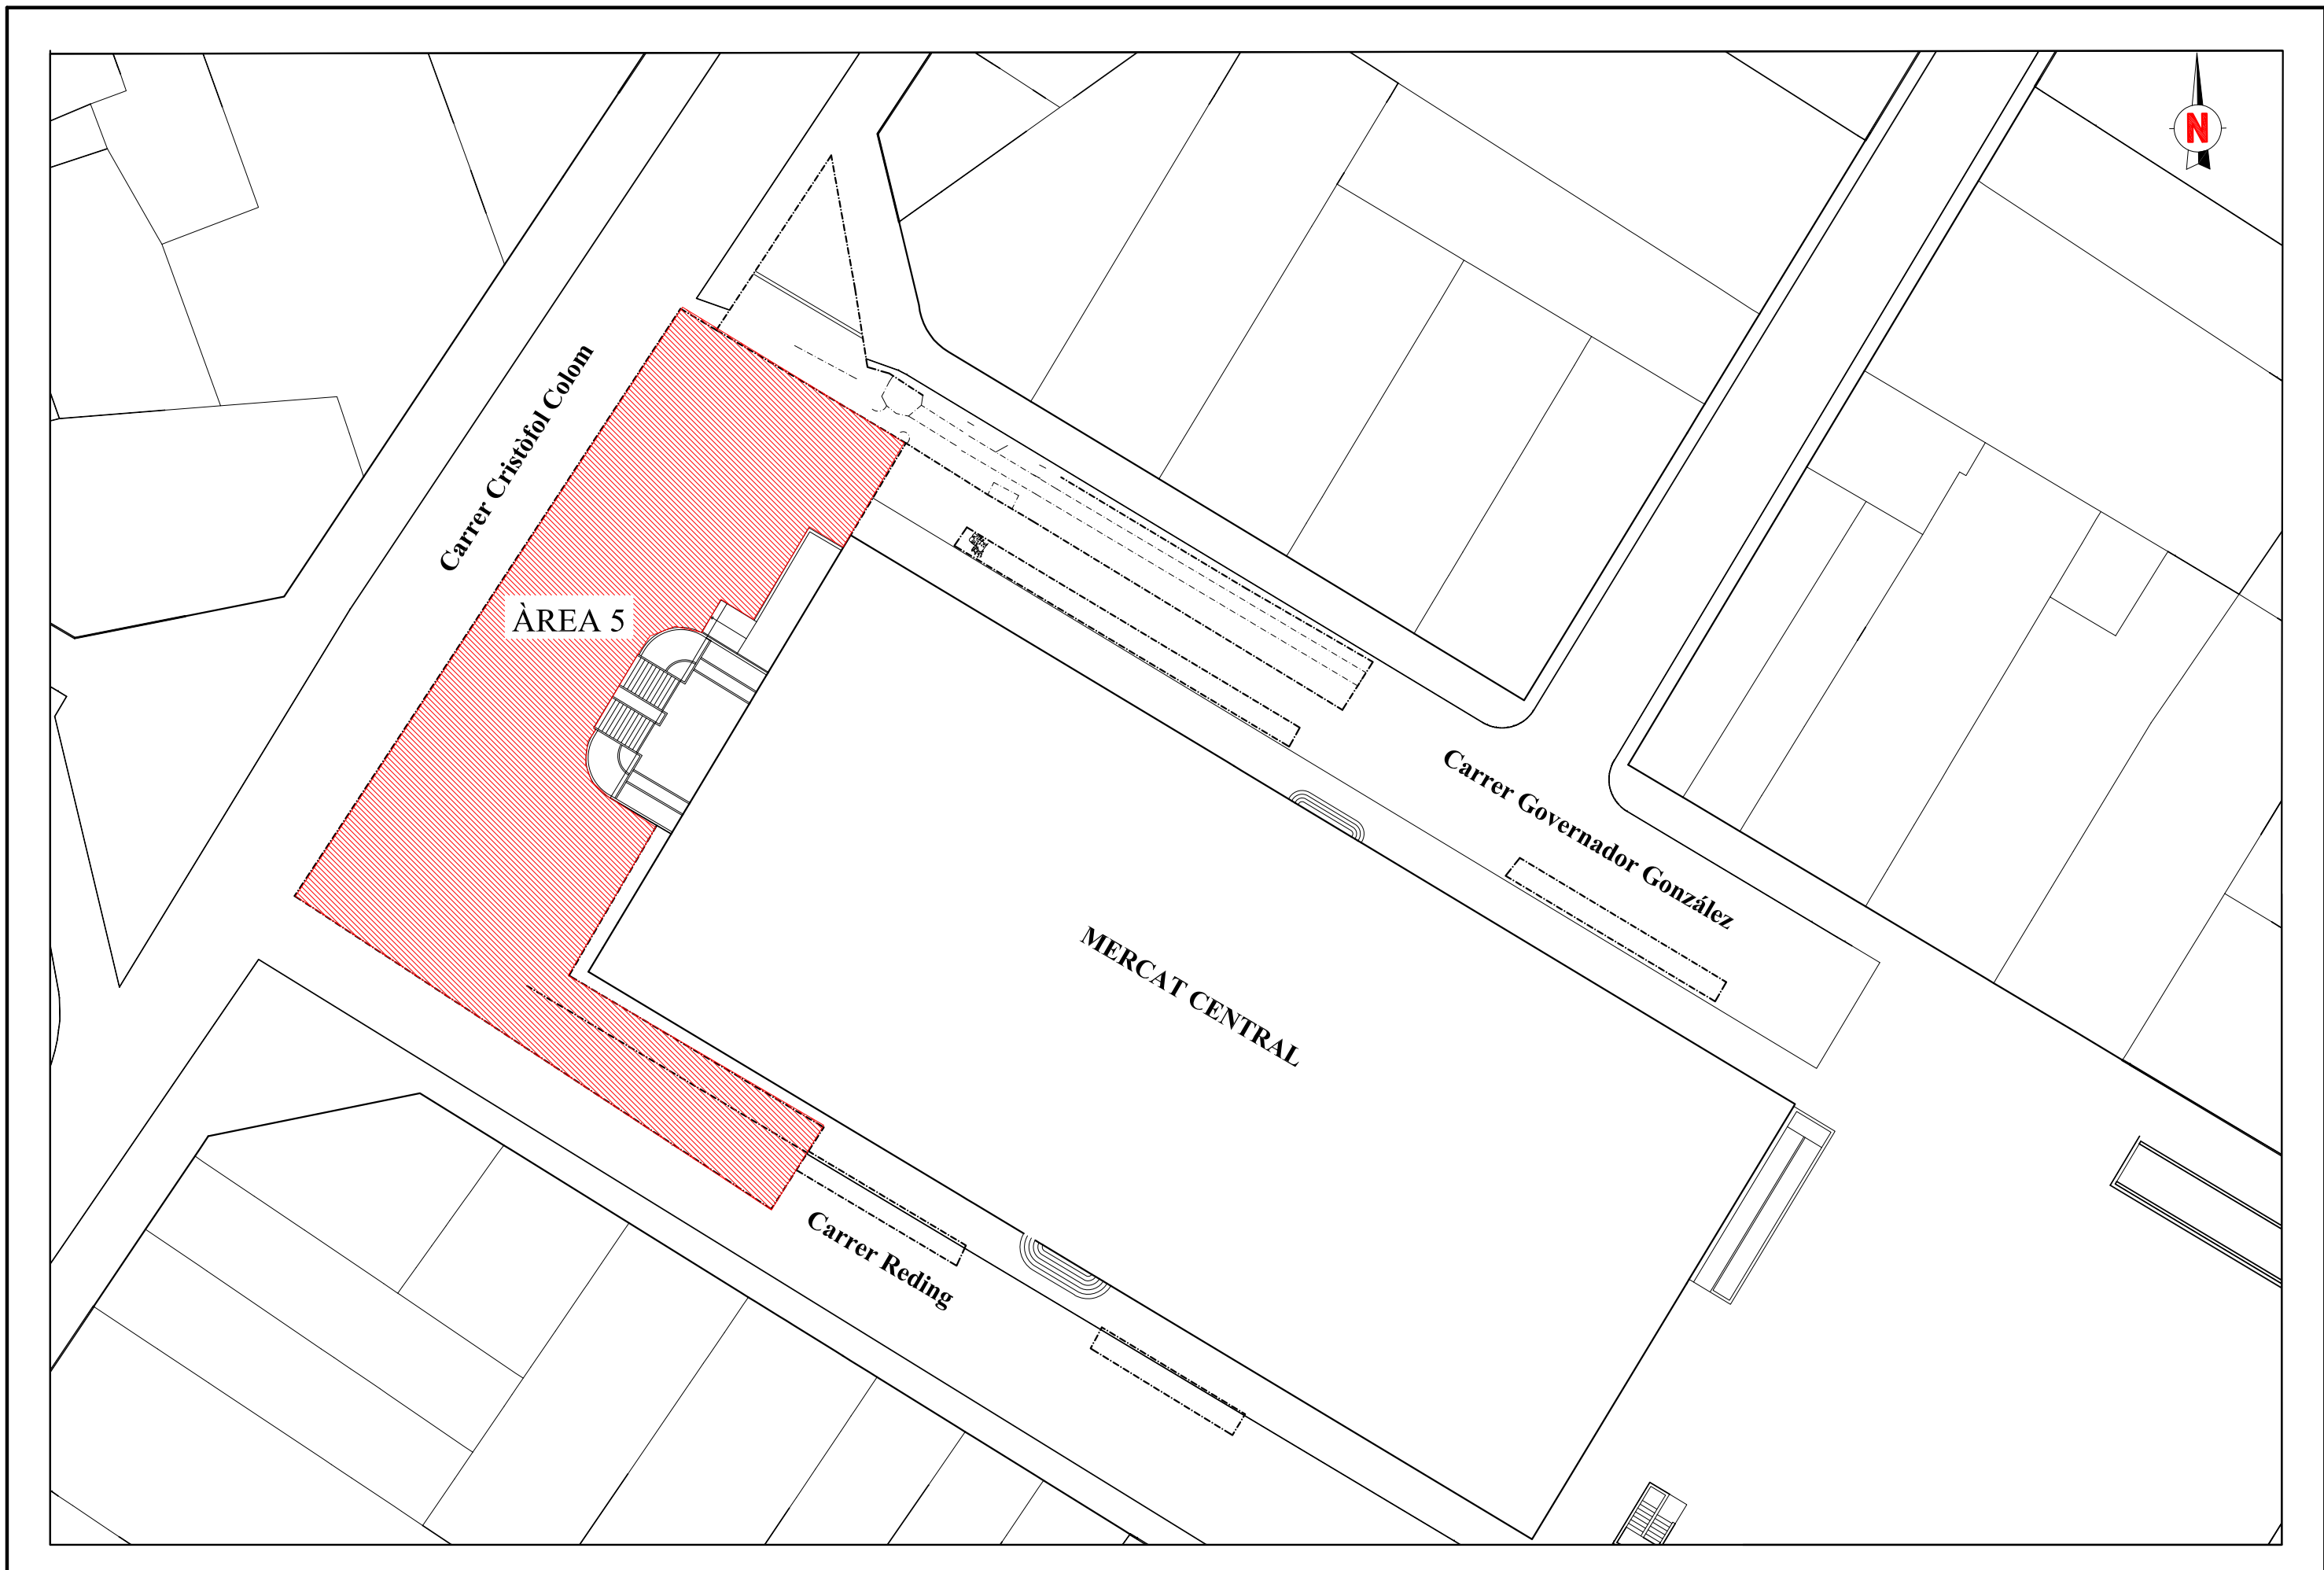 N
Carrer Cristòfol Colom
ÀREA 5
Carrer Governador González
MERCAT CENTRAL
Carrer Reding